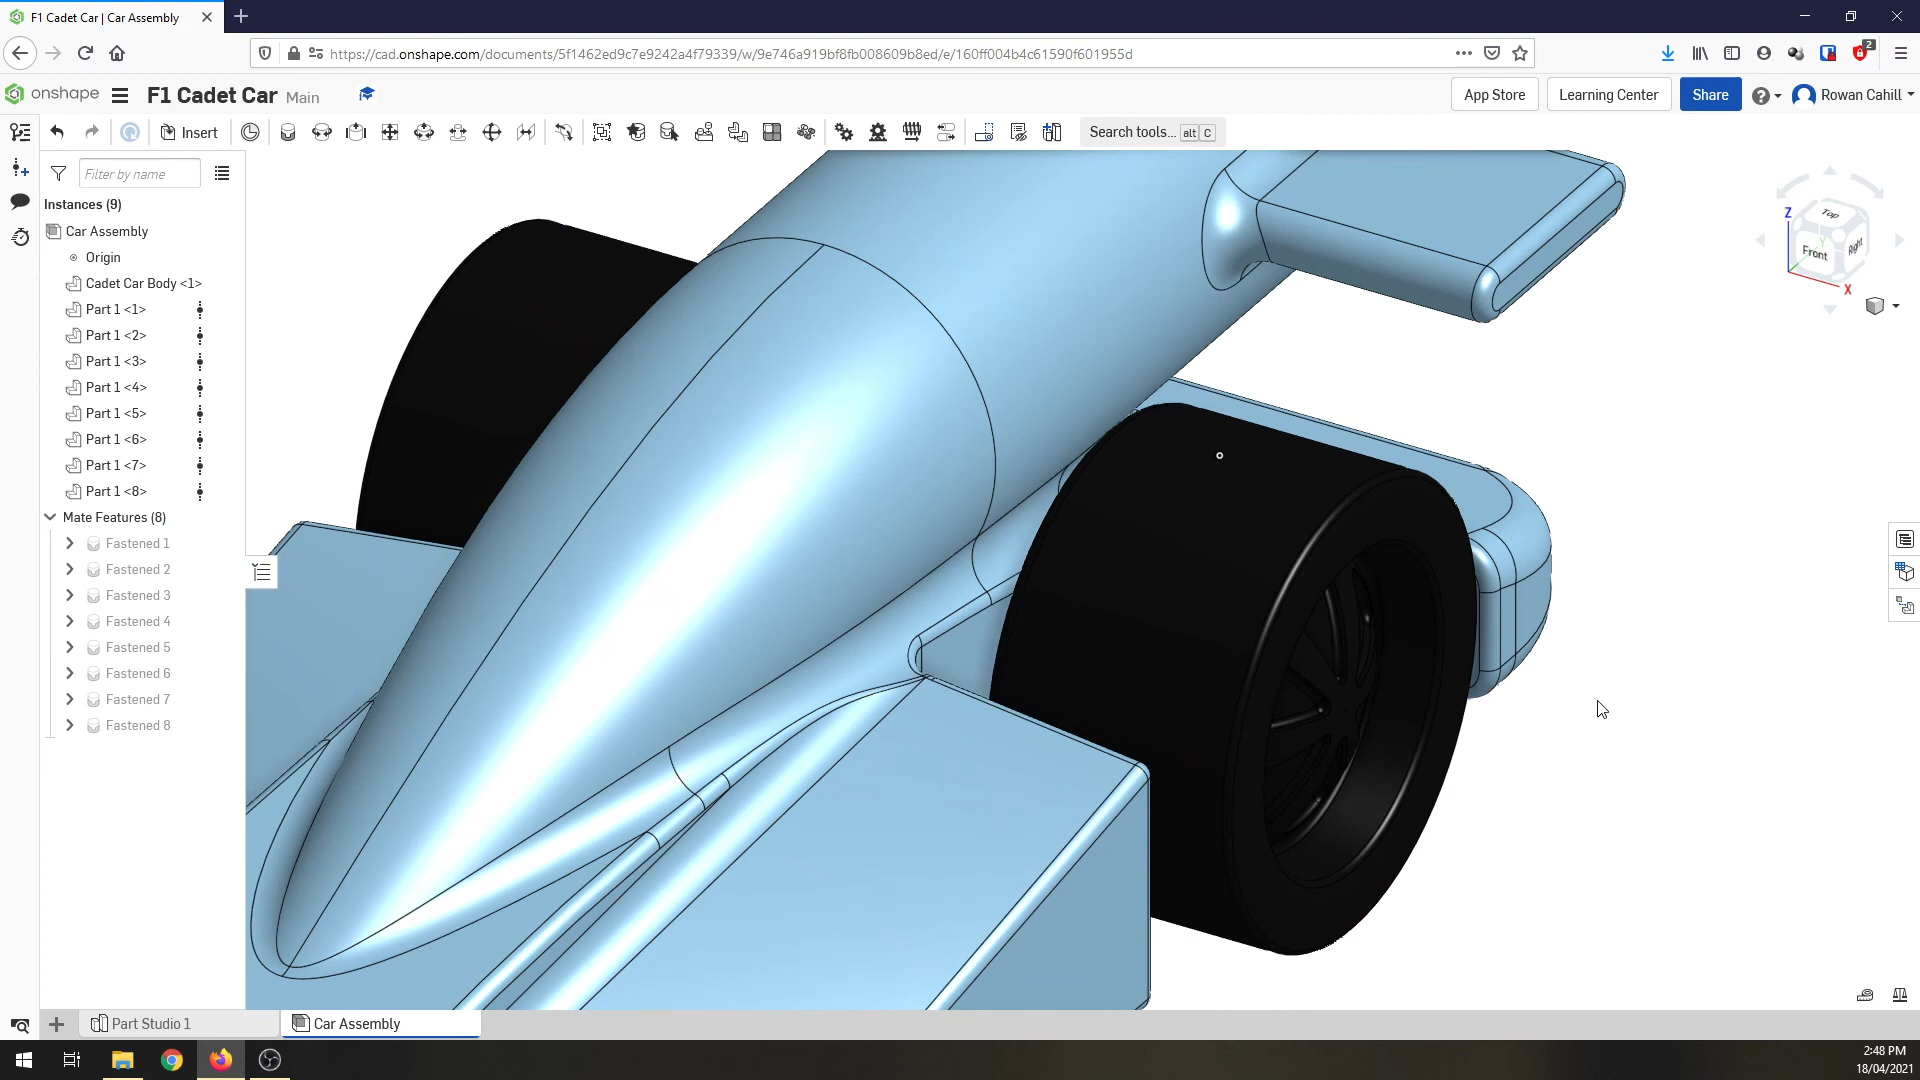 F1 Cadet Car | Car Assembly
https://cad.onshape.com/documents/5f1462ed9c7e9242a4f79339/w/9e746a919bf8fb008609b8ed/e/160ff004b4c61590f601955d
2
onshape
F1 Cadet Car Main
App Store
Learning Center
Share
Rowan Cahill
Insert
Search tools... alt C
Filter by name
Instances (9)
Car Assembly
Origin
Cadet Car Body <1>
Part 1 <1>
Part 1 <2>
Part 1 <3>
Part 1 <4>
Part 1 <5>
Part 1 <6>
Part 1 <7>
Part 1 <8>
Mate Features (8)
Fastened 1
Fastened 2
Fastened 3
Fastened 4
Fastened 5
Fastened 6
Fastened 7
Fastened 8
Z
Top
Y
Front
Right
X
Part Studio 1
Car Assembly
2:48 PM
18/04/2021